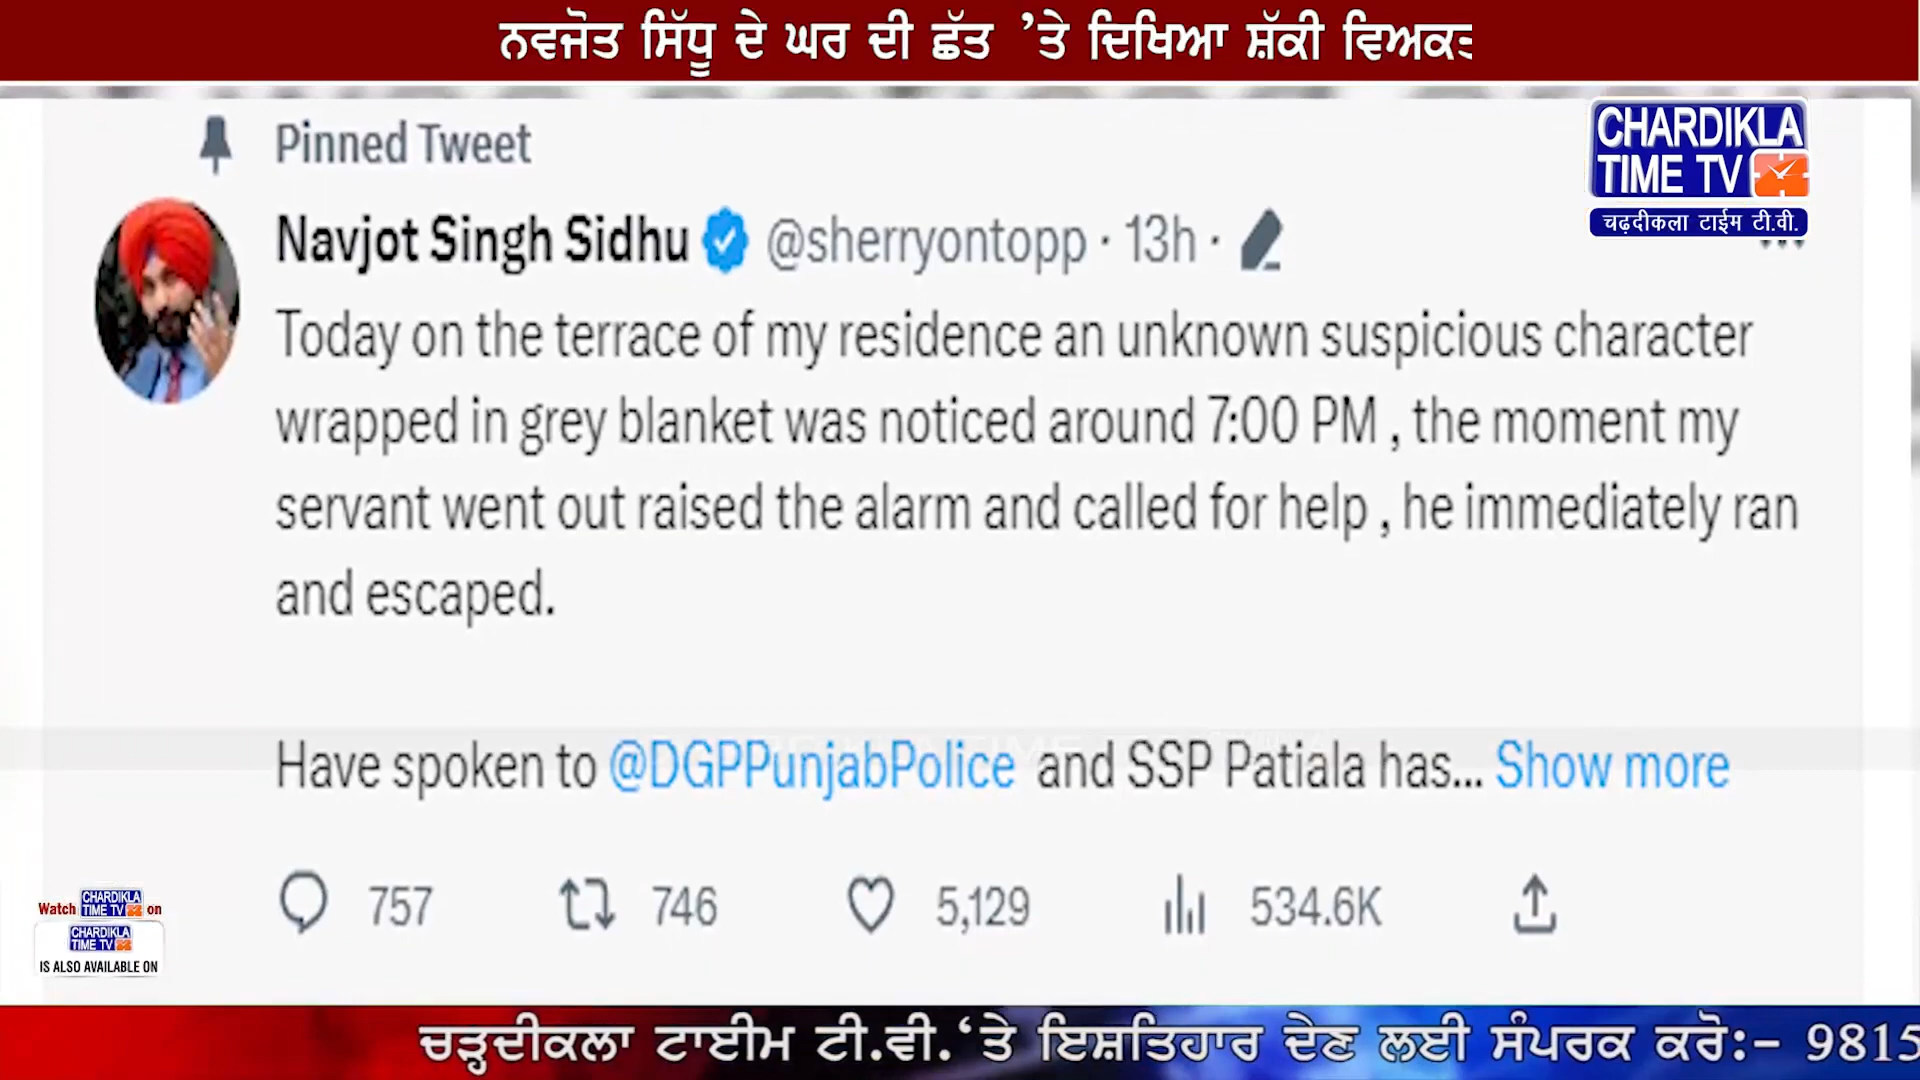 ਨਵਜੋਤ ਸਿੱਧੂ ਦੇ ਘਰ ਦੀ ਛੱਤ ’ਤੇ ਦਿਖਿਆ ਸ਼ੱਕੀ
Pinned Tweet
CHARDIKLA
TIME TV
चढ़दीकला टाईम टी.वी.
Navjot Singh Sidhu @sherryontopp · 13h ·
Today on the terrace of my residence an unknown suspicious character
wrapped in grey blanket was noticed around 7:00 PM , the moment my
servant went out raised the alarm and called for help , he immediately ran
and escaped.
Have spoken to @DGPPunjabPolice and SSP Patiala has... Show more
757 746 5,129 534.6K
Watch CHARDIKLA TIME TV on
CHARDIKLA
TIME TV
IS ALSO AVAILABLE ON
ਚੜ੍ਹਦੀਕਲਾ ਟਾਈਮ ਟੀ.ਵੀ.‘ਤੇ ਇਸ਼ਤਿਹਾਰ ਦੇਣ ਲਈ ਸੰਪਰਕ ਕਰੋ:– 9815